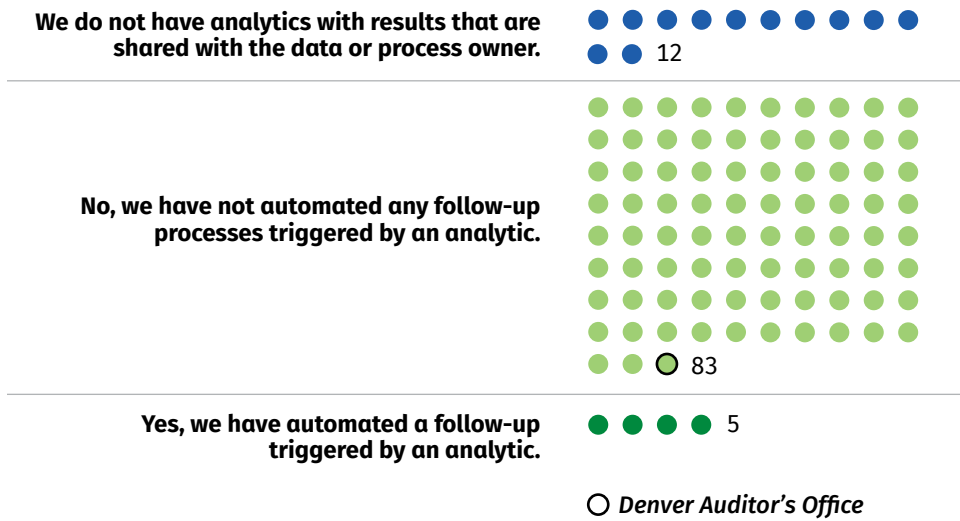 We do not have analytics with results that are
shared with the data or process owner.
12
No, we have not automated any follow-up
processes triggered by an analytic.
83
Yes, we have automated a follow-up
triggered by an analytic.
5
Denver Auditor's Office